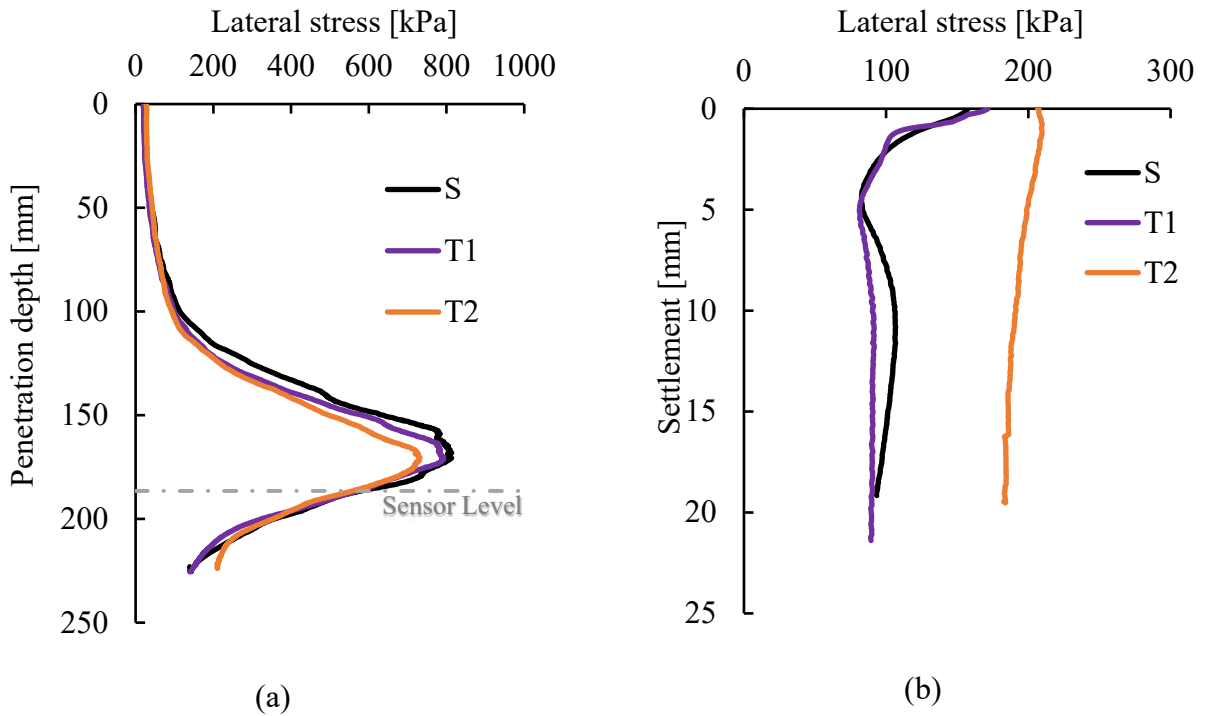 Lateral stress [kPa]
0 200 400 600 800 1000
0
50
100
150
200
250
Penetration depth [mm]
S
T1
T2
Sensor Level
(a)
Lateral stress [kPa]
0 100 200 300
0
5
10
15
20
25
Settlement [mm]
S
T1
T2
(b)